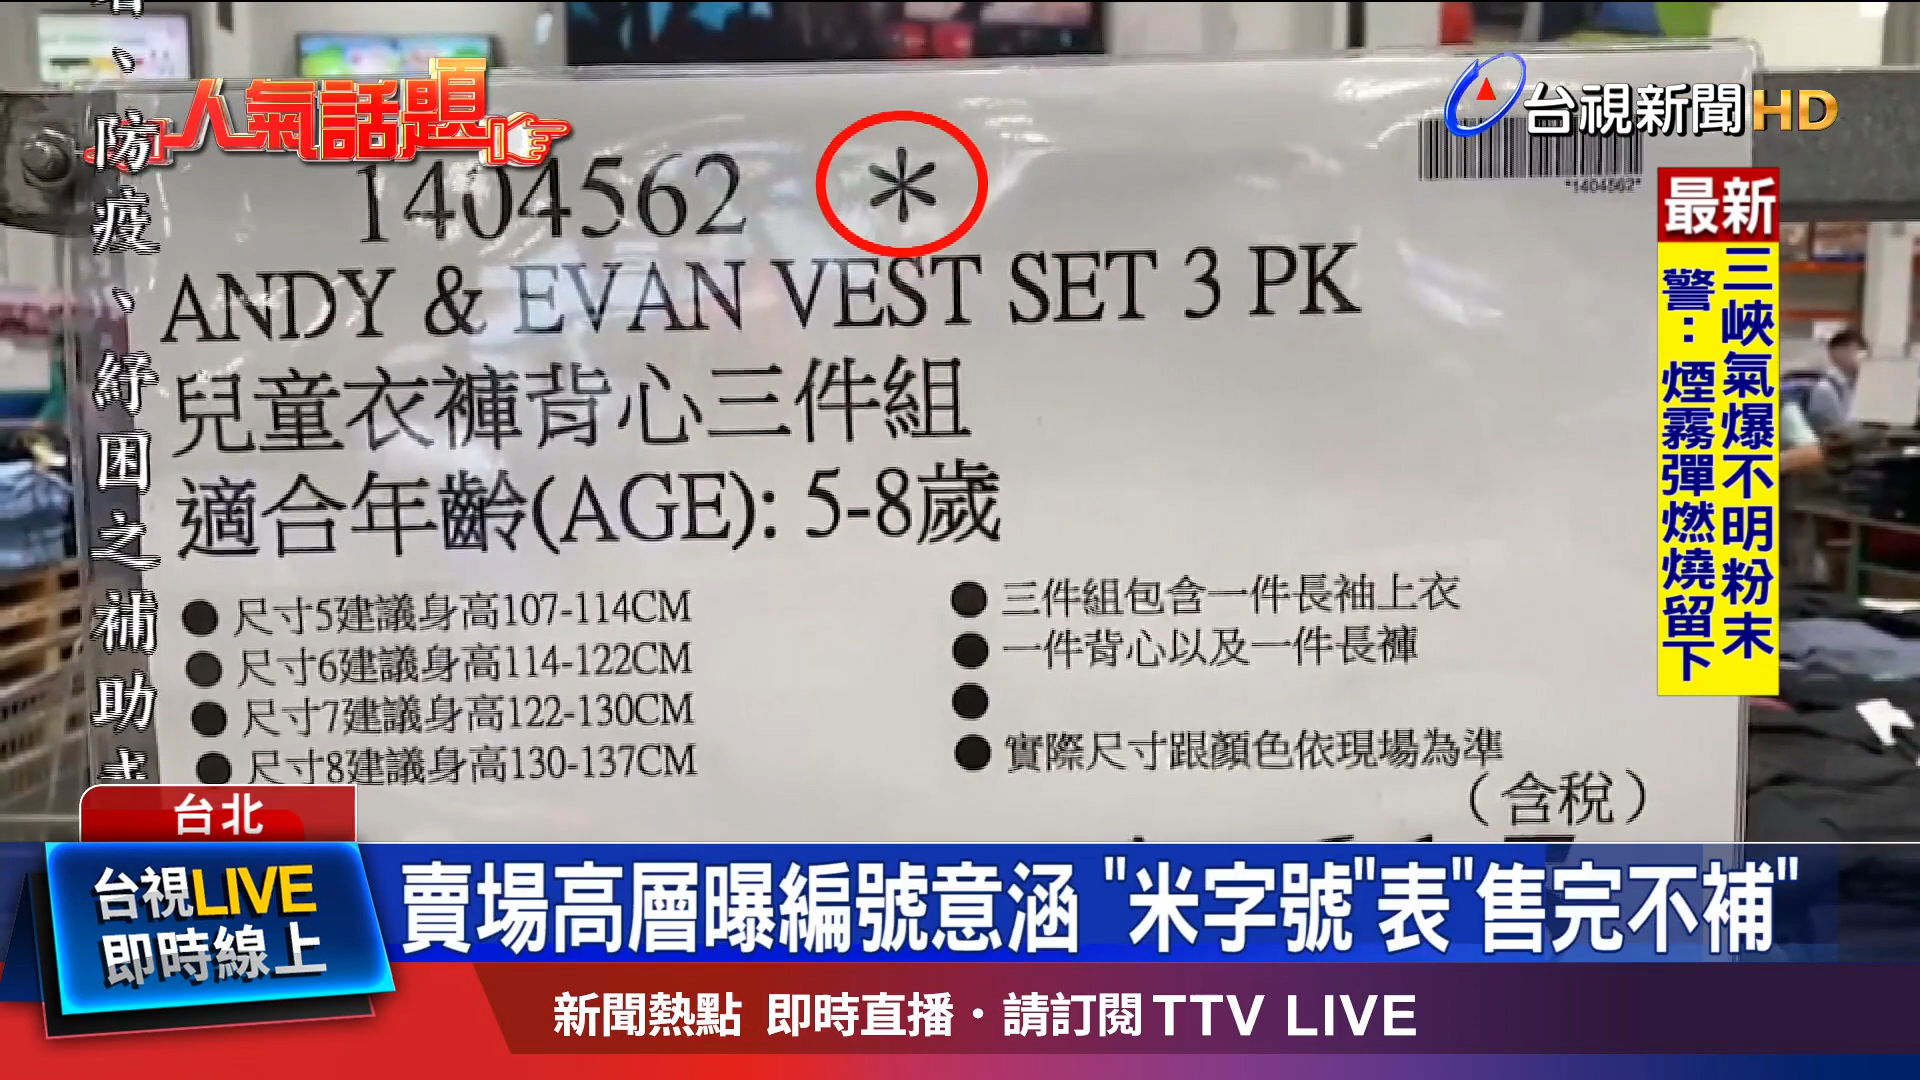 人氣話題
台視新聞HD
防疫、紓困之補助
1404562 *
*1404562*
ANDY & EVAN VEST SET 3 PK
兒童衣褲背心三件組
適合年齡(AGE): 5-8歲
● 尺寸5建議身高107-114CM
● 尺寸6建議身高114-122CM
● 尺寸7建議身高122-130CM
● 尺寸8建議身高130-137CM
● 三件組包含一件長袖上衣
● 一件背心以及一件長褲
●
● 實際尺寸跟顏色依現場為準
（含稅）
最新
三峽氣爆不明粉末
警：煙霧彈燃燒留下
台北
台視LIVE
即時線上
賣場高層曝編號意涵 "米字號"表"售完不補"
新聞熱點 即時直播・請訂閱TTV LIVE